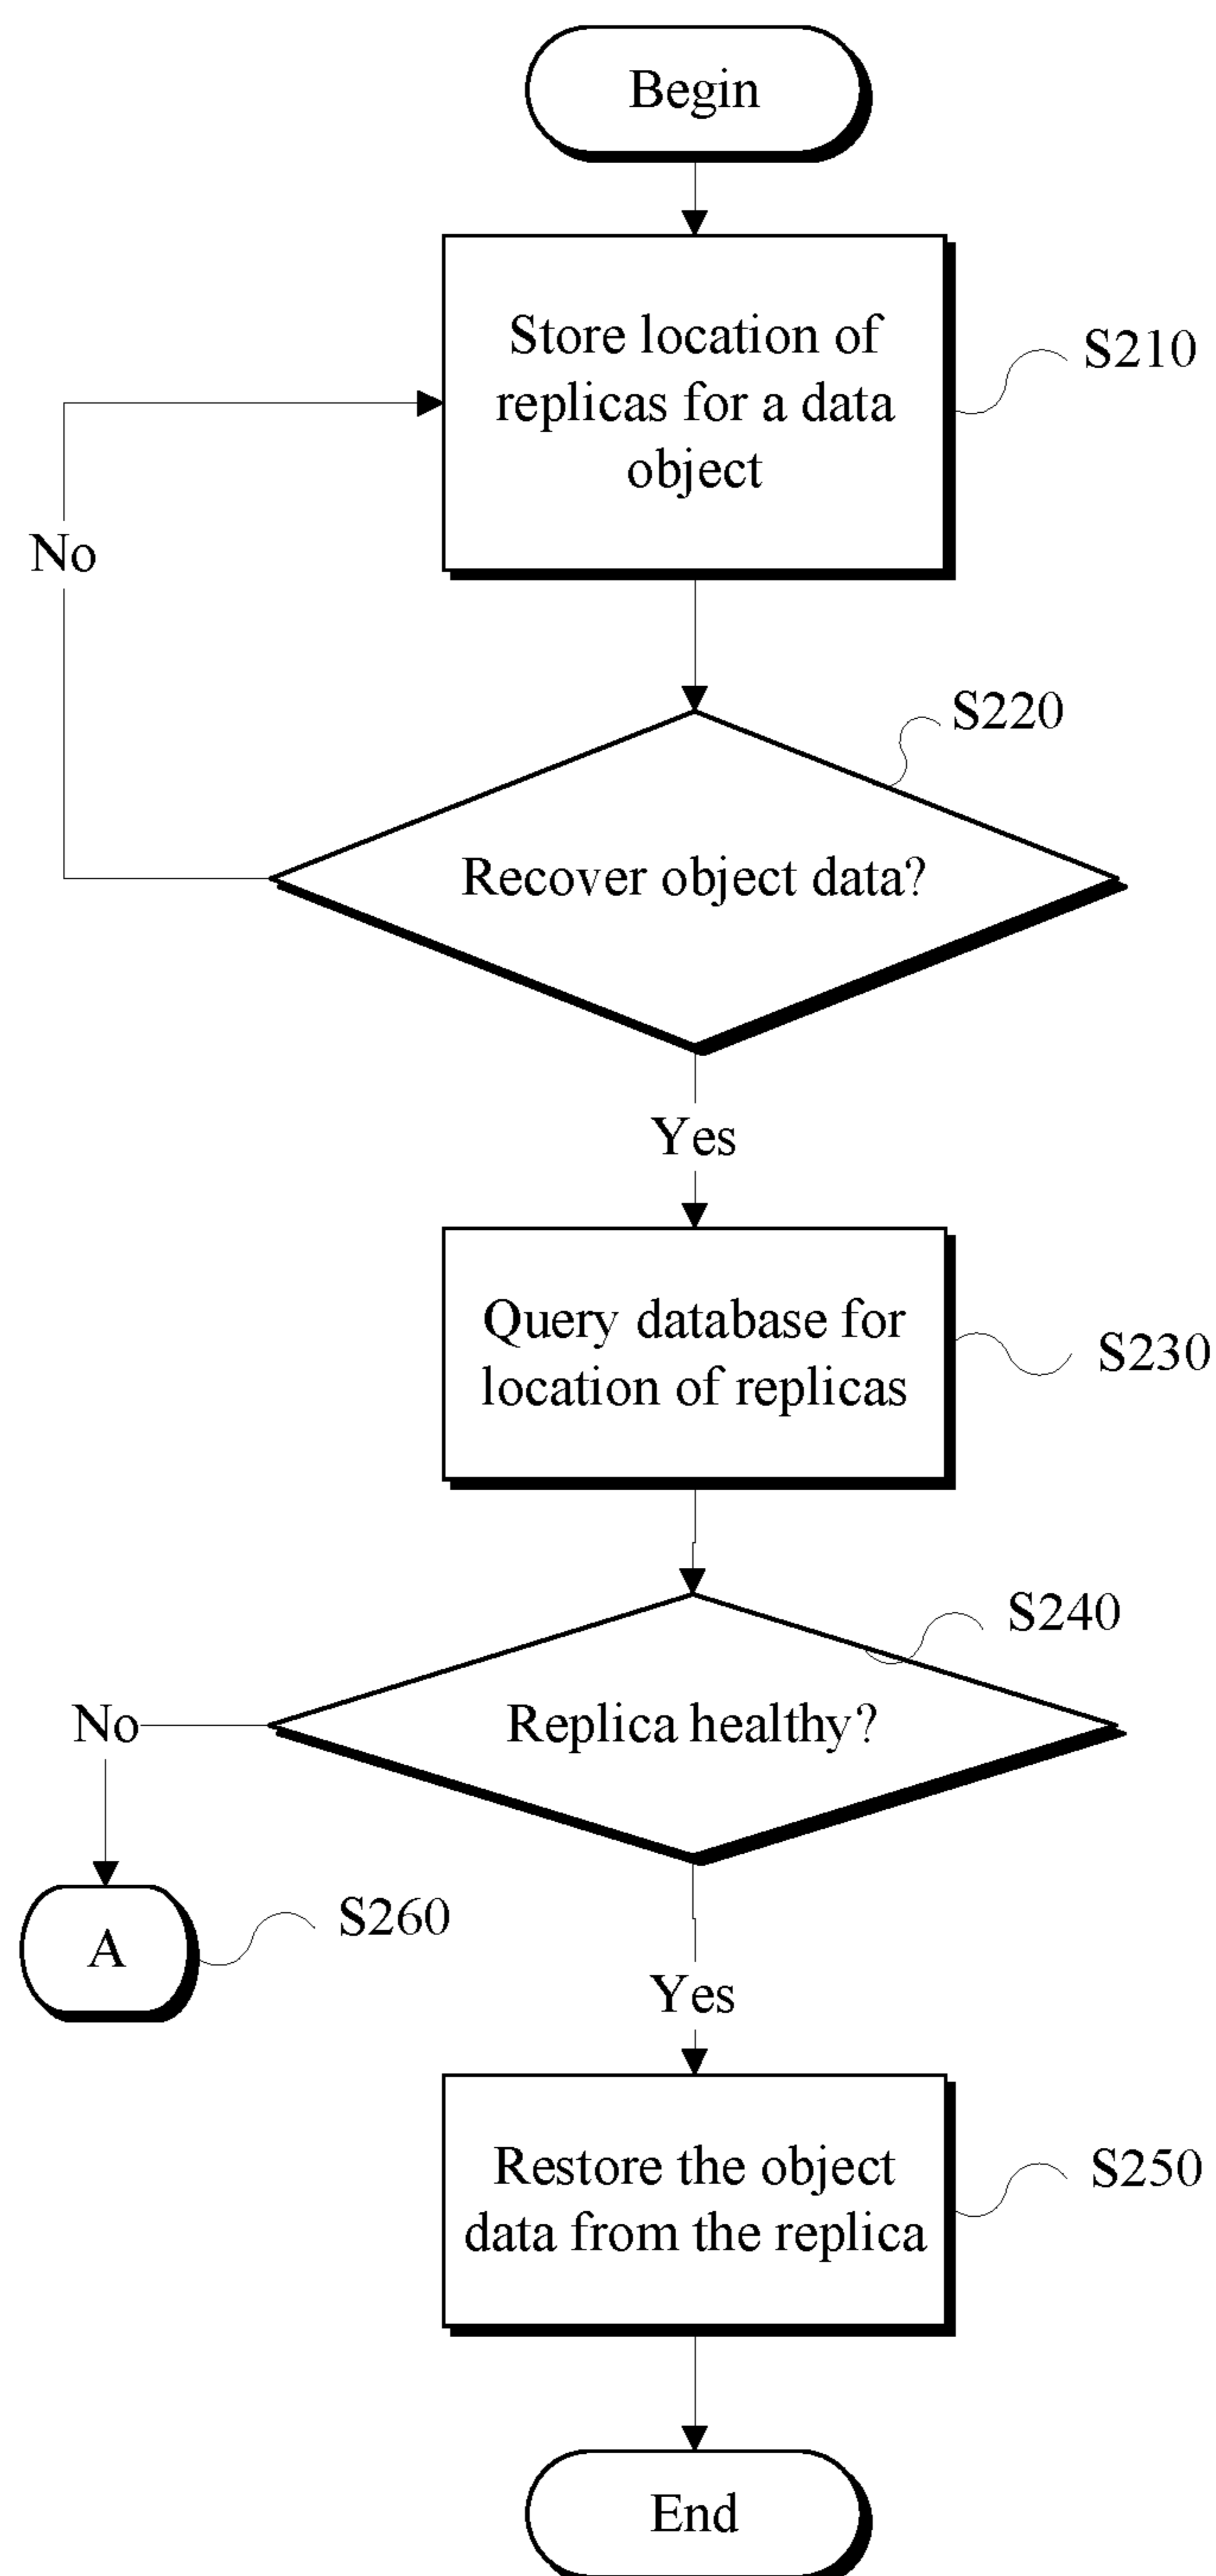 Begin
Store location of
replicas for a data
object
S210
No
S220
Recover object data?
Yes
Query database for
location of replicas
S230
S240
Replica healthy?
No
A
S260
Yes
Restore the object
data from the replica
S250
End